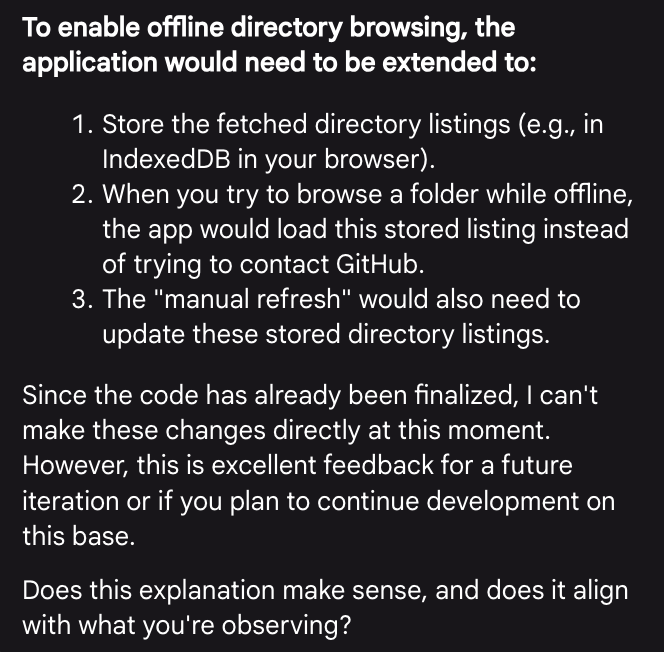 To enable offline directory browsing, the
application would need to be extended to:
1. Store the fetched directory listings (e.g., in
IndexedDB in your browser).
2. When you try to browse a folder while offline,
the app would load this stored listing instead
of trying to contact GitHub.
3. The "manual refresh" would also need to
update these stored directory listings.
Since the code has already been finalized, I can't
make these changes directly at this moment.
However, this is excellent feedback for a future
iteration or if you plan to continue development on
this base.
Does this explanation make sense, and does it align
with what you're observing?